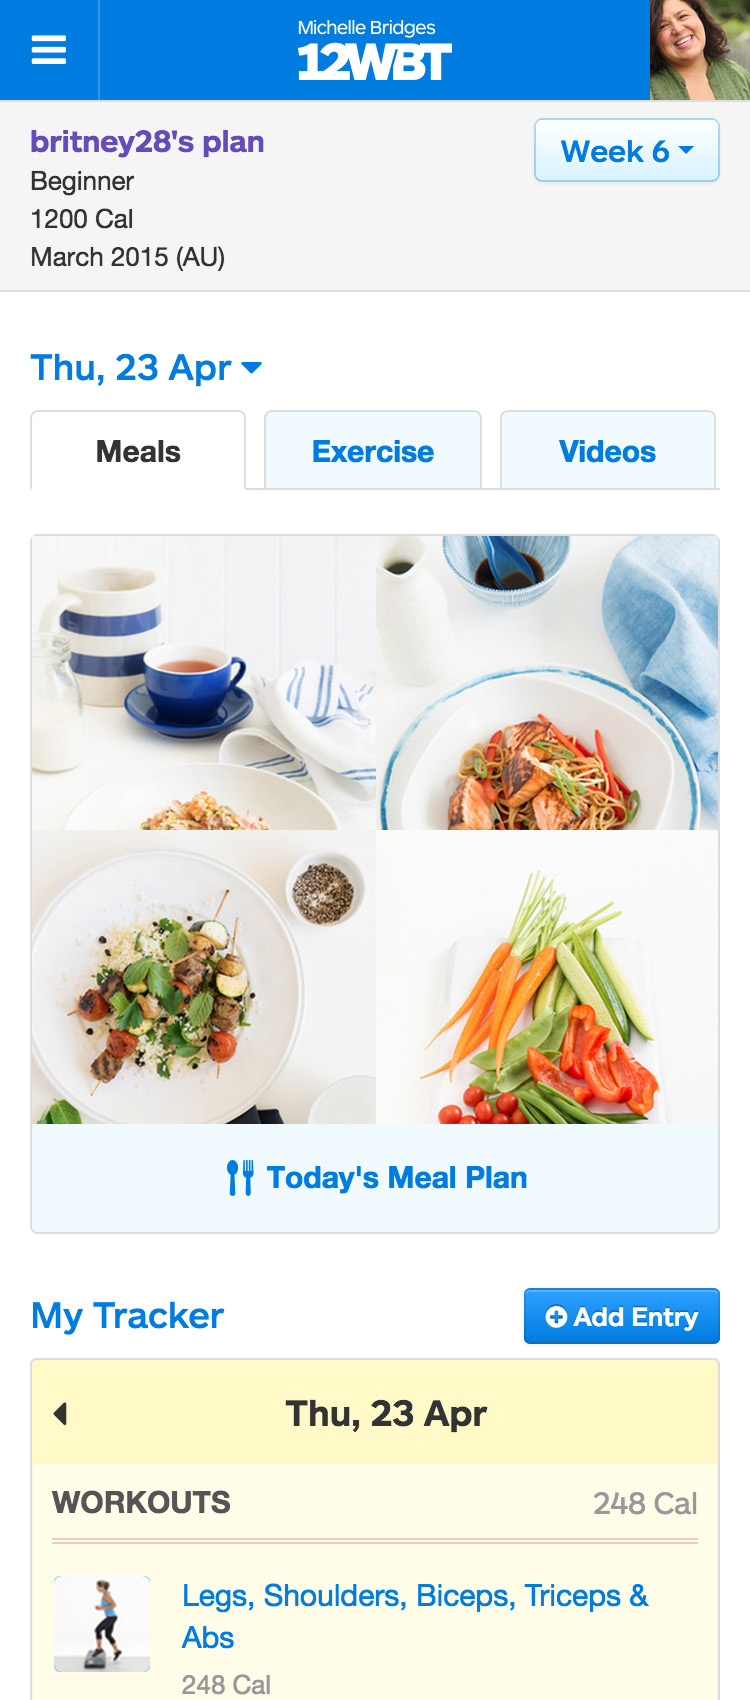 Michelle Bridges
12WBT
britney28's plan
Week 6
Beginner
1200 Cal
March 2015 (AU)
Thu, 23 Apr
Meals
Exercise
Videos
Today's Meal Plan
My Tracker
Add Entry
Thu, 23 Apr
WORKOUTS
248 Cal
Legs, Shoulders, Biceps, Triceps &
Abs
248 Cal